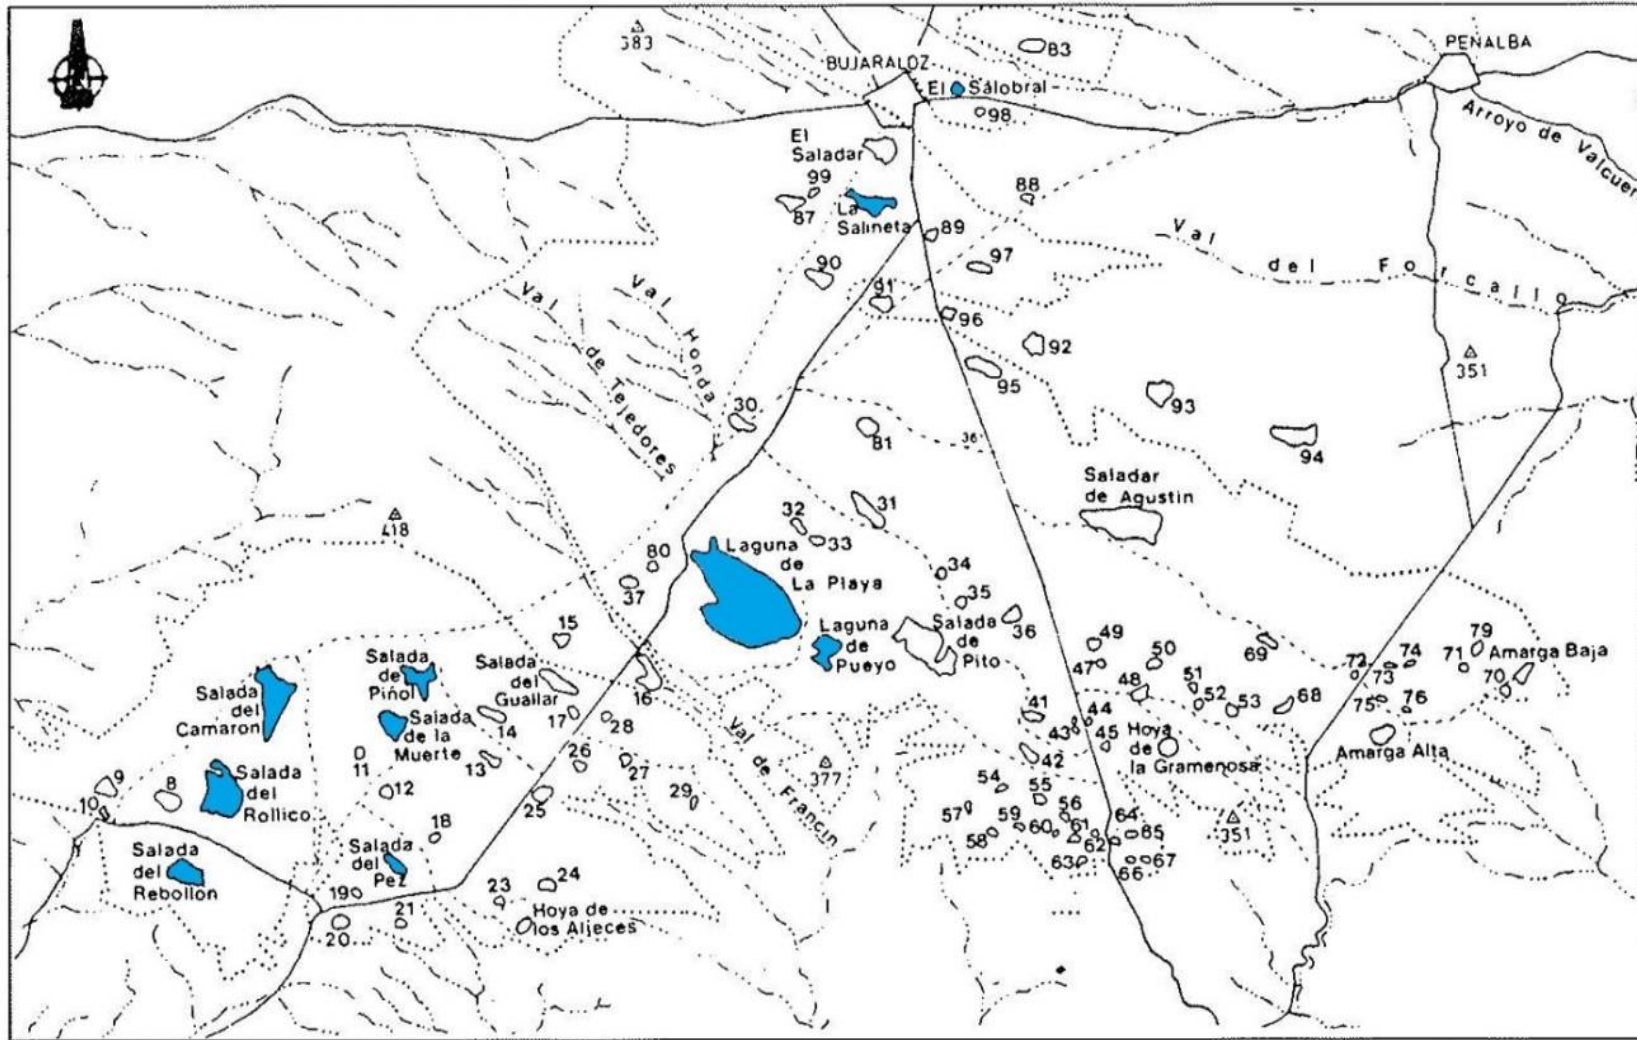 383
83
PEÑALBA
BUJARALOZ
El Salobral
98
Arroyo de Valcuer
El
Saladar
99
87
La
Salineta
88
89
97
Val del Forcallo
90
91
96
92
95
351
Val Honda
Val de Tejedores
30
81
36
93
94
Saladar
de Agustin
418
32
31
33
80
37
Laguna
de
La Playa
34
35
36
15
Laguna
de
Pueyo
Salada
de
Pito
49
47
50
69
79
Amarga Baja
72
74
73
71
70
Salada
del
Camaron
Salada
de
Piñol
Salada
del
Guallar
16
48
51
52
53
68
75
76
Salada
de la
Muerte
14
17
28
41
43
44
45
Hoya
de
la Gramenosa
Amarga Alta
11
13
26
27
Val de Francin
377
42
9
10
8
Salada
del
Rollico
12
25
29
54
55
57
56
59
60
61
64
65
58
62
351
18
63
66
67
Salada
del
Rebollon
Salada
del
Pez
19
20
21
23
24
Hoya de
los Aljeces